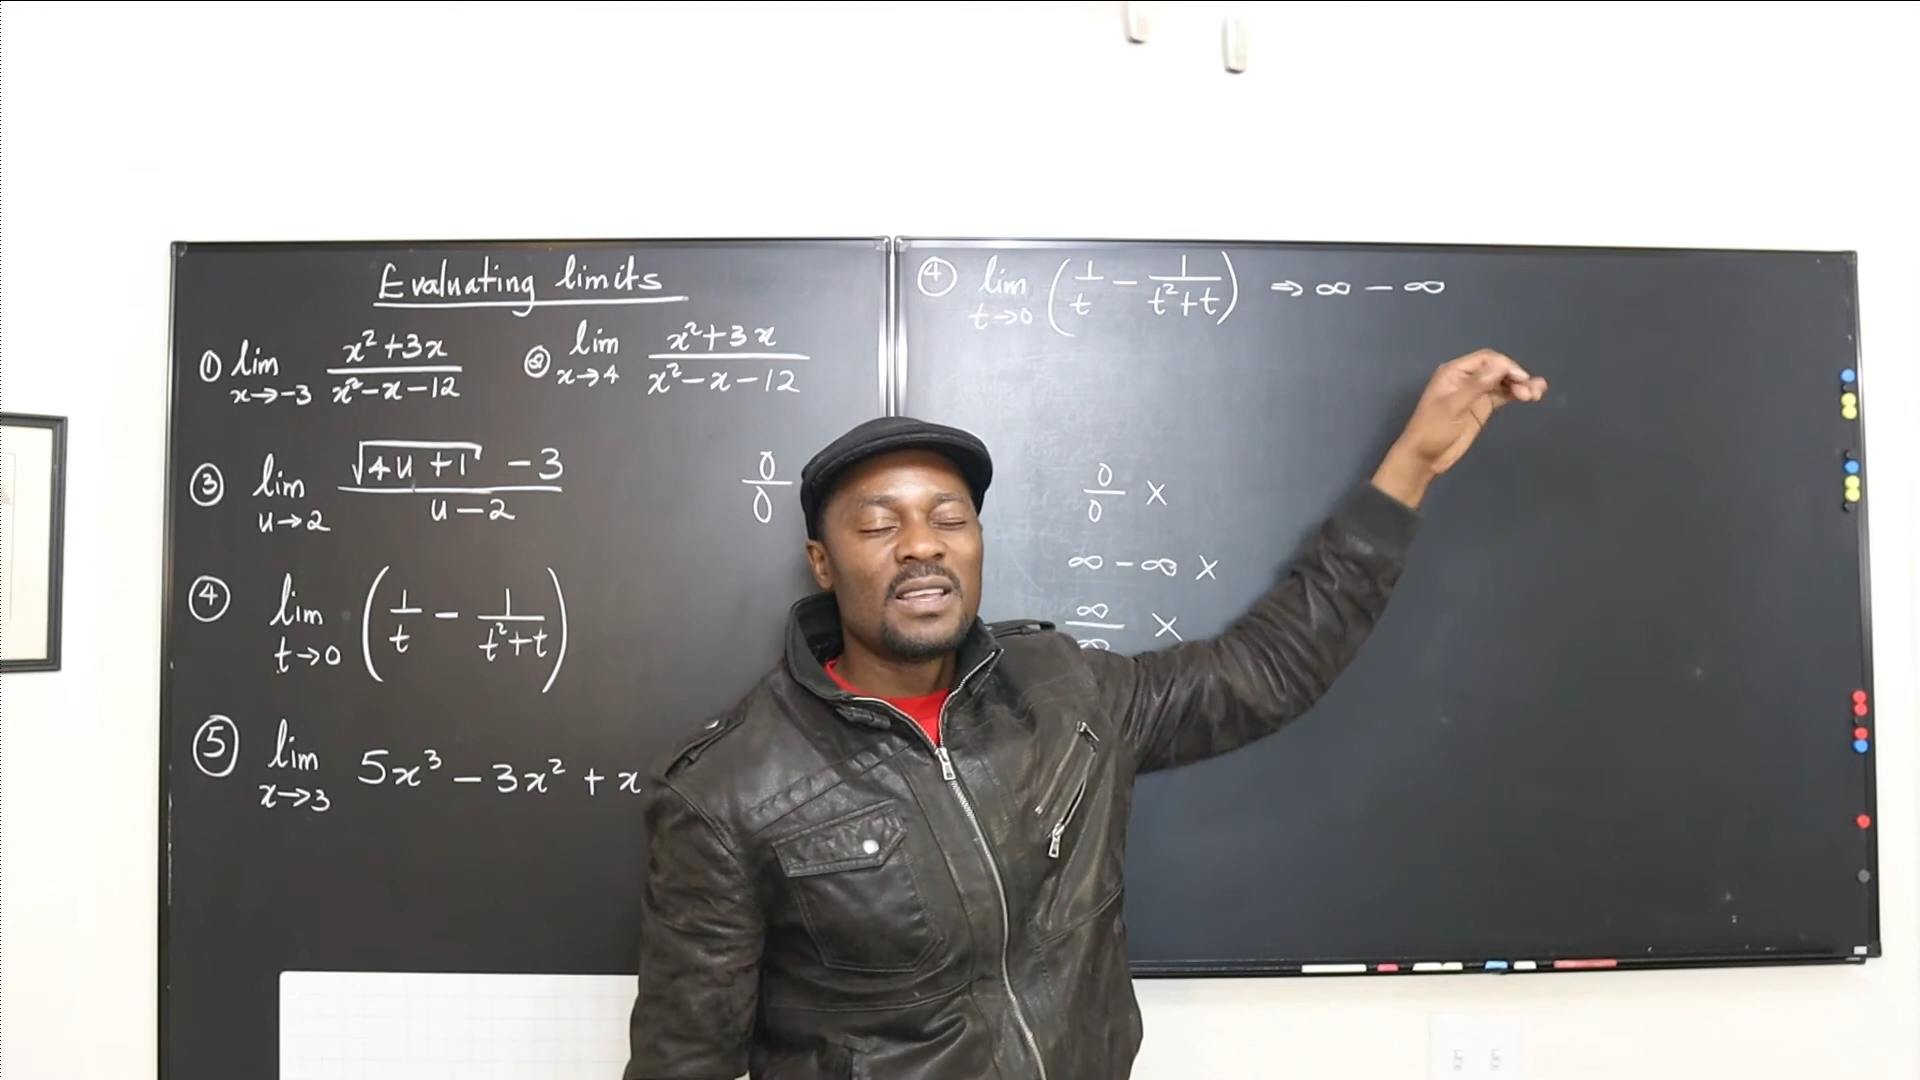 Evaluating limits
① lim x→-3 (x²+3x)/(x²-x-12) ② lim x→4 (x²+3x)/(x²-x-12)
③ lim u→2 (√(4u+1) - 3)/(u-2) 0/0
④ lim t→0 (1/t - 1/(t²+t))
⑤ lim x→3 5x³ - 3x² + x
④ lim t→0 (1/t - 1/(t²+t)) ⇒ ∞ - ∞
0/0 ×
∞ - ∞ ×
∞/∞ ×